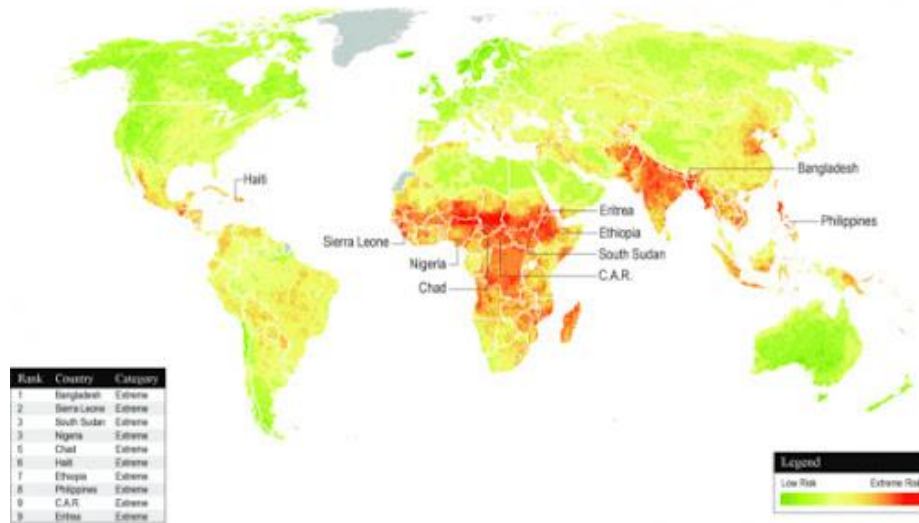 Haiti
Bangladesh
Eritrea
Ethiopia
Philippines
Sierra Leone
South Sudan
Nigeria
C.A.R.
Chad
Rank Country Category
1 Bangladesh Extreme
2 Sierra Leone Extreme
3 South Sudan Extreme
3 Nigeria Extreme
5 Chad Extreme
6 Haiti Extreme
7 Ethiopia Extreme
8 Philippines Extreme
9 C.A.R. Extreme
9 Eritrea Extreme
Legend
Low Risk Extreme Risk